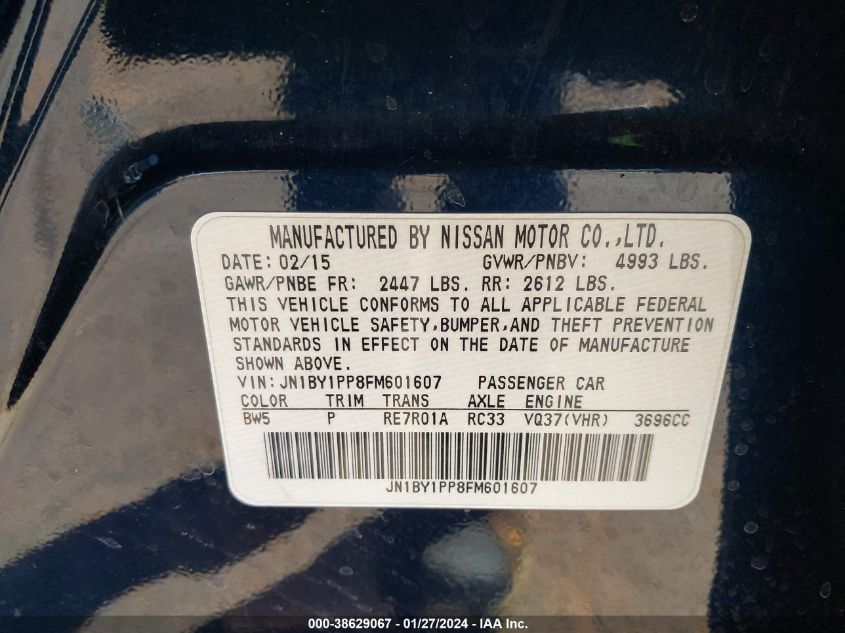 MANUFACTURED BY NISSAN MOTOR CO.,LTD.
DATE: 02/15 GVWR/PNBV: 4993 LBS.
GAWR/PNBE FR: 2447 LBS. RR: 2612 LBS.
THIS VEHICLE CONFORMS TO ALL APPLICABLE FEDERAL
MOTOR VEHICLE SAFETY,BUMPER,AND THEFT PREVENTION
STANDARDS IN EFFECT ON THE DATE OF MANUFACTURE
SHOWN ABOVE.
VIN:JN1BY1PP8FM601607 PASSENGER CAR
COLOR TRIM TRANS AXLE ENGINE
BW5 P RE7R01A RC33 VQ37(VHR) 3696CC
JN1BY1PP8FM601607
000-38629067 - 01/27/2024 - IAA Inc.